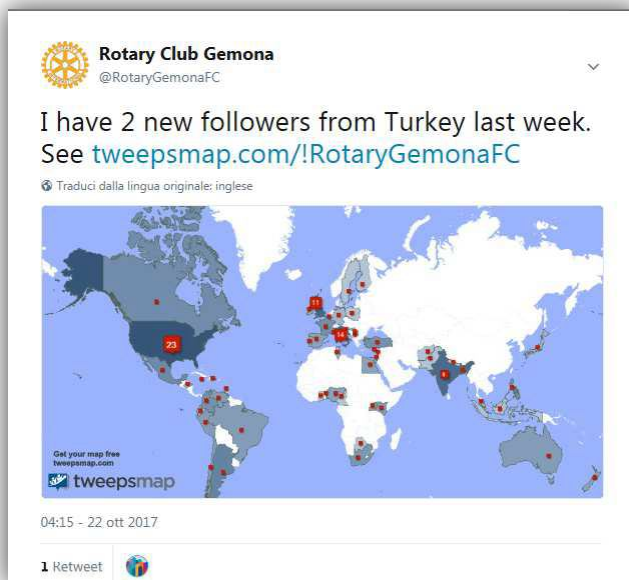 Rotary Club Gemona
@RotaryGemonaFC
I have 2 new followers from Turkey last week.
See tweepsmap.com/!RotaryGemonaFC
Traduci dalla lingua originale: inglese
11
14
23
Get your map free
tweepsmap.com
tweepsmap
04:15 - 22 ott 2017
1 Retweet